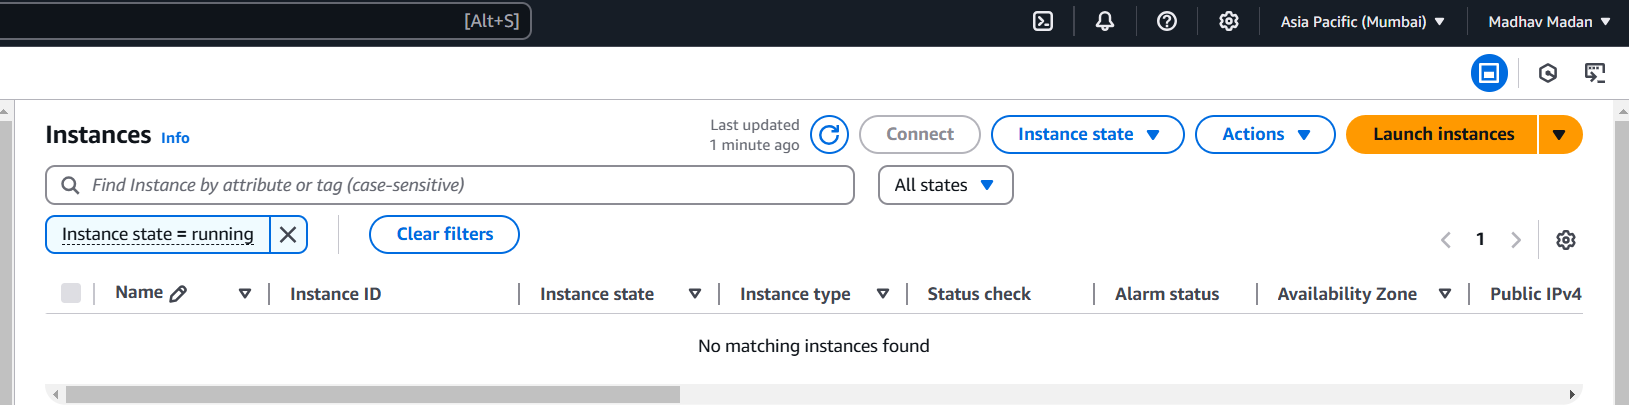 [Alt+S]
Asia Pacific (Mumbai)
Madhav Madan
Instances Info
Last updated
1 minute ago
Connect
Instance state
Actions
Launch instances
Find Instance by attribute or tag (case-sensitive)
All states
Instance state = running
Clear filters
1
Name
Instance ID
Instance state
Instance type
Status check
Alarm status
Availability Zone
Public IPv4
No matching instances found